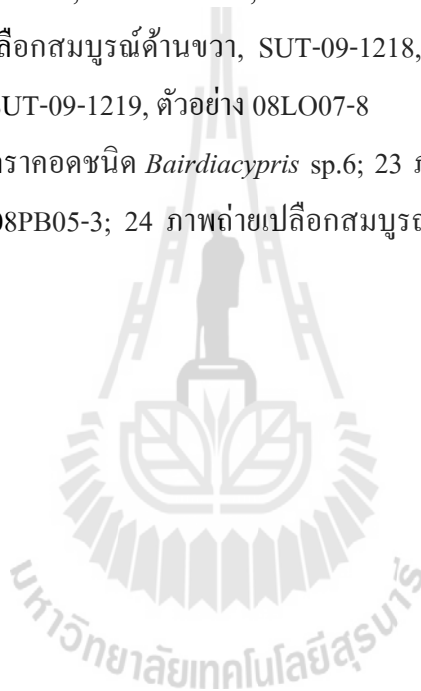 ลือกสมบูรณ์ด้านขวา, SUT-09-1218,
SUT-09-1219, ตัวอย่าง 08LO07-8
ตราคอดชนิด Bairdiacypris sp.6; 23 ภ
08PB05-3; 24 ภาพถ่ายเปลือกสมบูรณ
มหาวิทยาลัยเทคโนโลยีสุรนารี